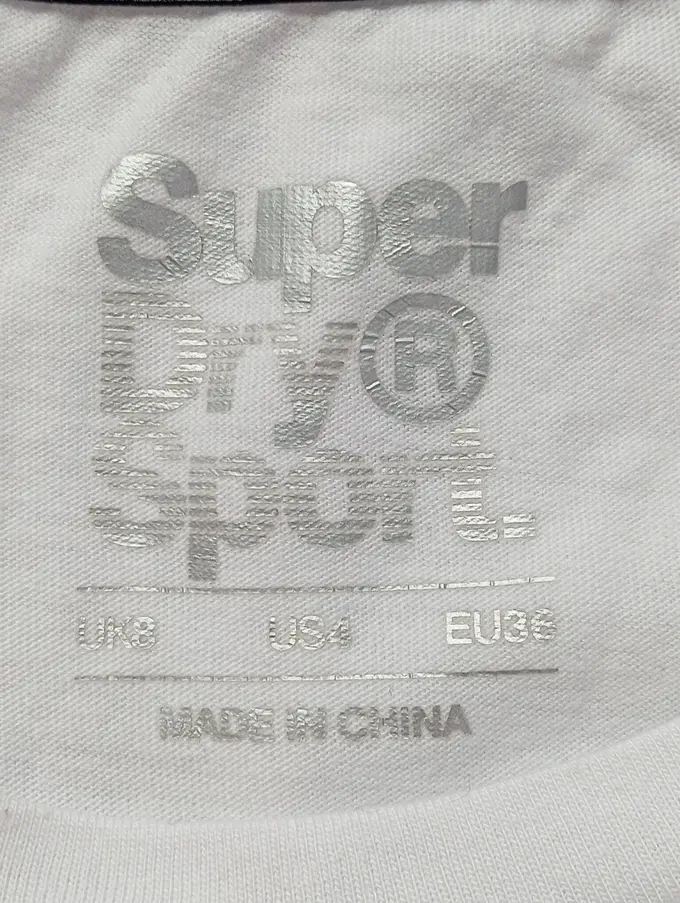 Super
Dry®
Sport.
UK8 US4 EU36
MADE IN CHINA